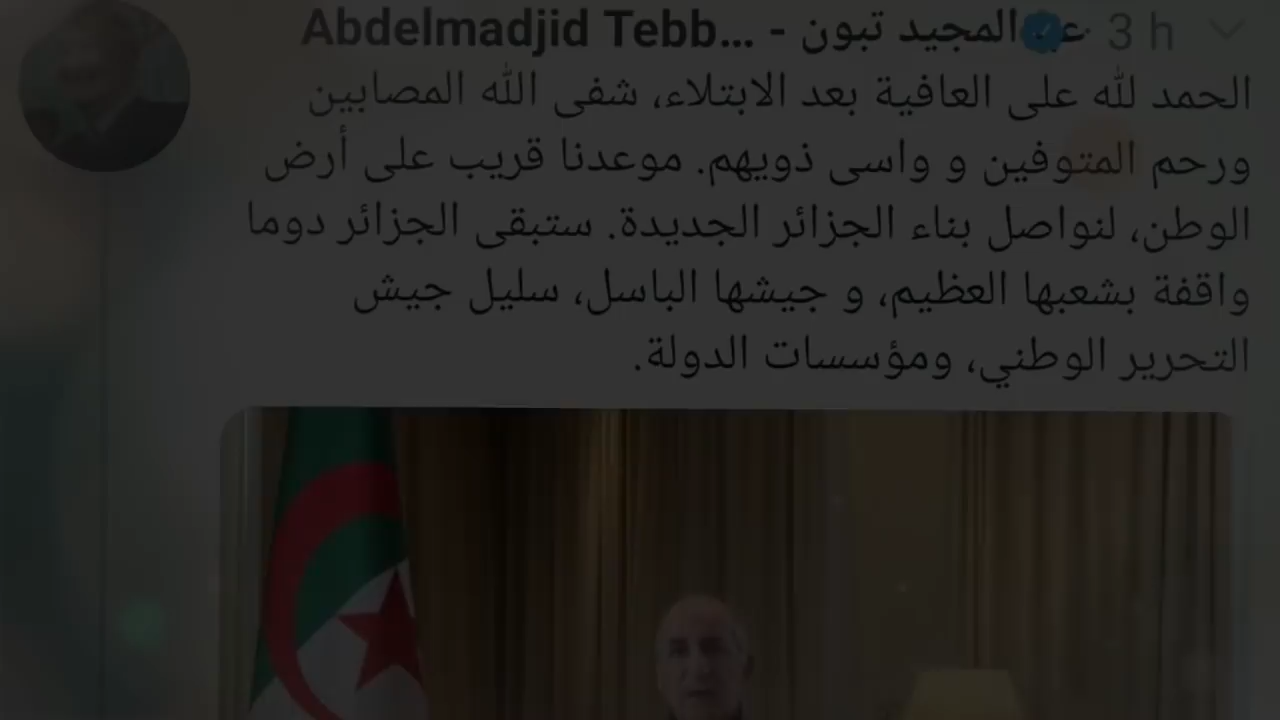 Abdelmadjid Tebb... - عبد المجيد تبون 3 h
الحمد لله على العافية بعد الابتلاء، شفى الله المصابين
ورحم المتوفين و واسى ذويهم. موعدنا قريب على أرض
الوطن، لنواصل بناء الجزائر الجديدة. ستبقى الجزائر دوما
واقفة بشعبها العظيم، و جيشها الباسل، سليل جيش
التحرير الوطني، ومؤسسات الدولة.